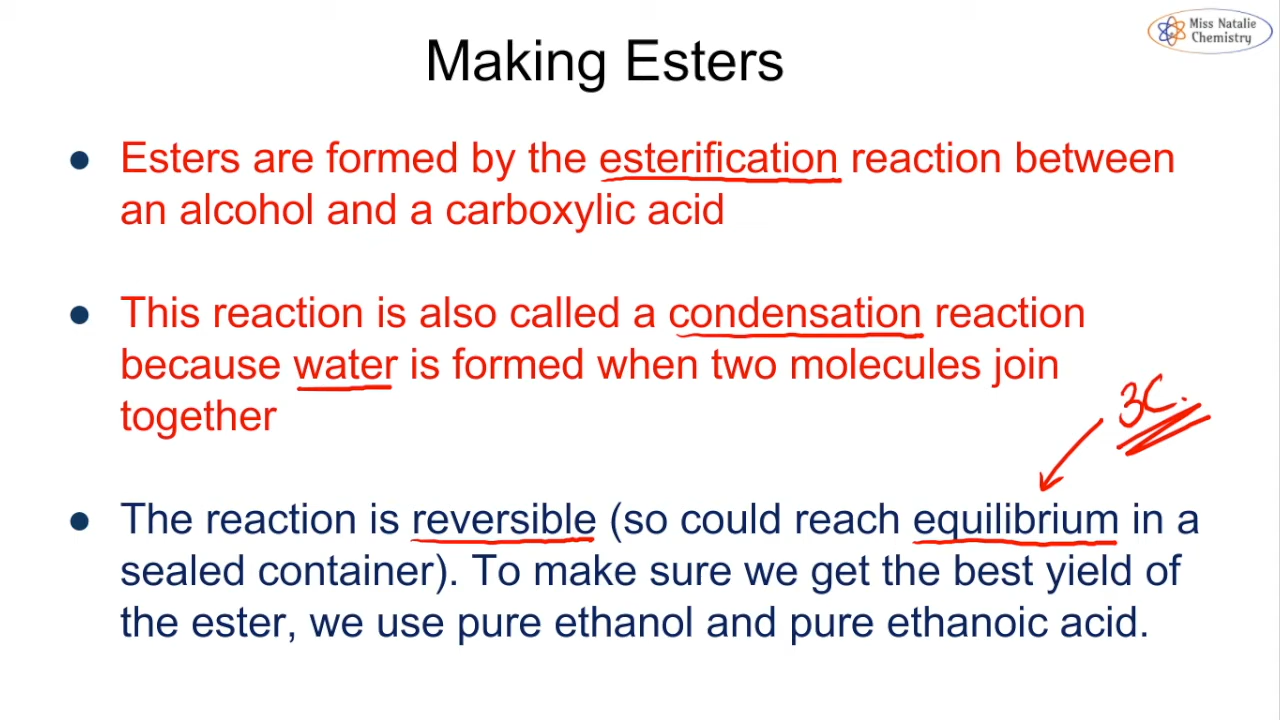 Miss Natalie
Chemistry
Making Esters
● Esters are formed by the esterification reaction between
an alcohol and a carboxylic acid
● This reaction is also called a condensation reaction
because water is formed when two molecules join
together
3C.
● The reaction is reversible (so could reach equilibrium in a
sealed container). To make sure we get the best yield of
the ester, we use pure ethanol and pure ethanoic acid.